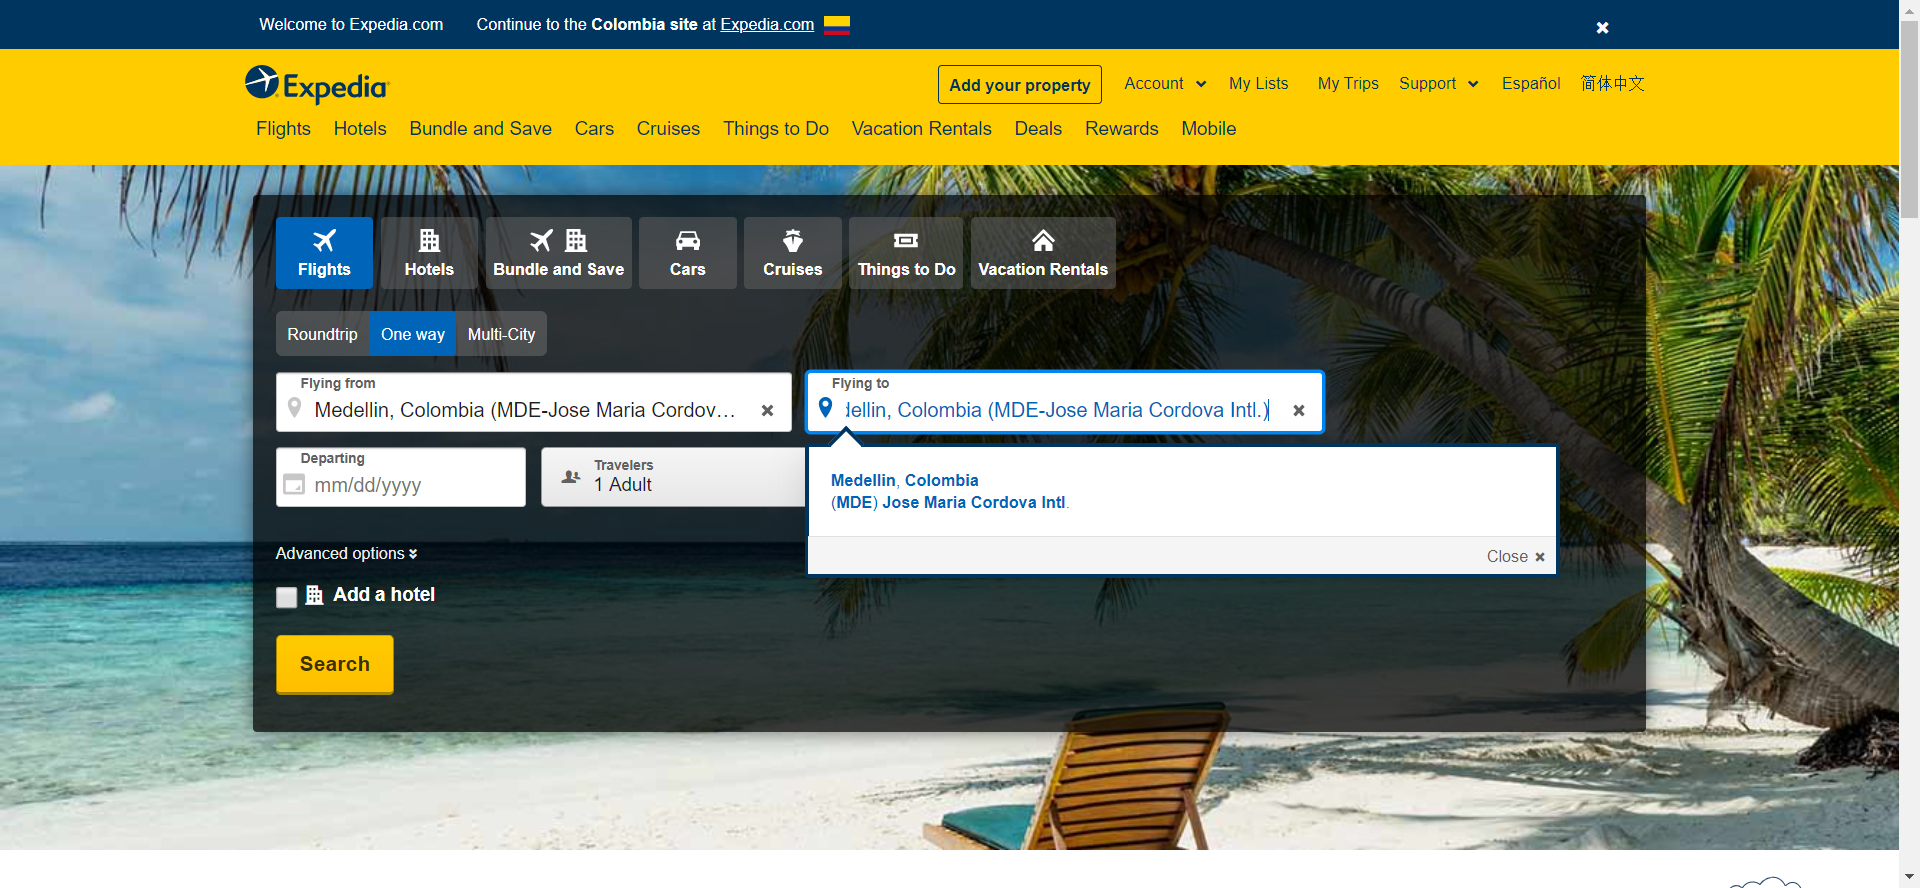 Welcome to Expedia.com Continue to the Colombia site at Expedia.com
Expedia
Add your property Account My Lists My Trips Support Español 简体中文
Flights Hotels Bundle and Save Cars Cruises Things to Do Vacation Rentals Deals Rewards Mobile
Flights Hotels Bundle and Save Cars Cruises Things to Do Vacation Rentals
Roundtrip One way Multi-City
Flying from
Medellin, Colombia (MDE-Jose Maria Cordov...
Flying to
dellin, Colombia (MDE-Jose Maria Cordova Intl.)
Departing
mm/dd/yyyy
Travelers
1 Adult
Medellin, Colombia
(MDE) Jose Maria Cordova Intl.
Close
Advanced options
Add a hotel
Search